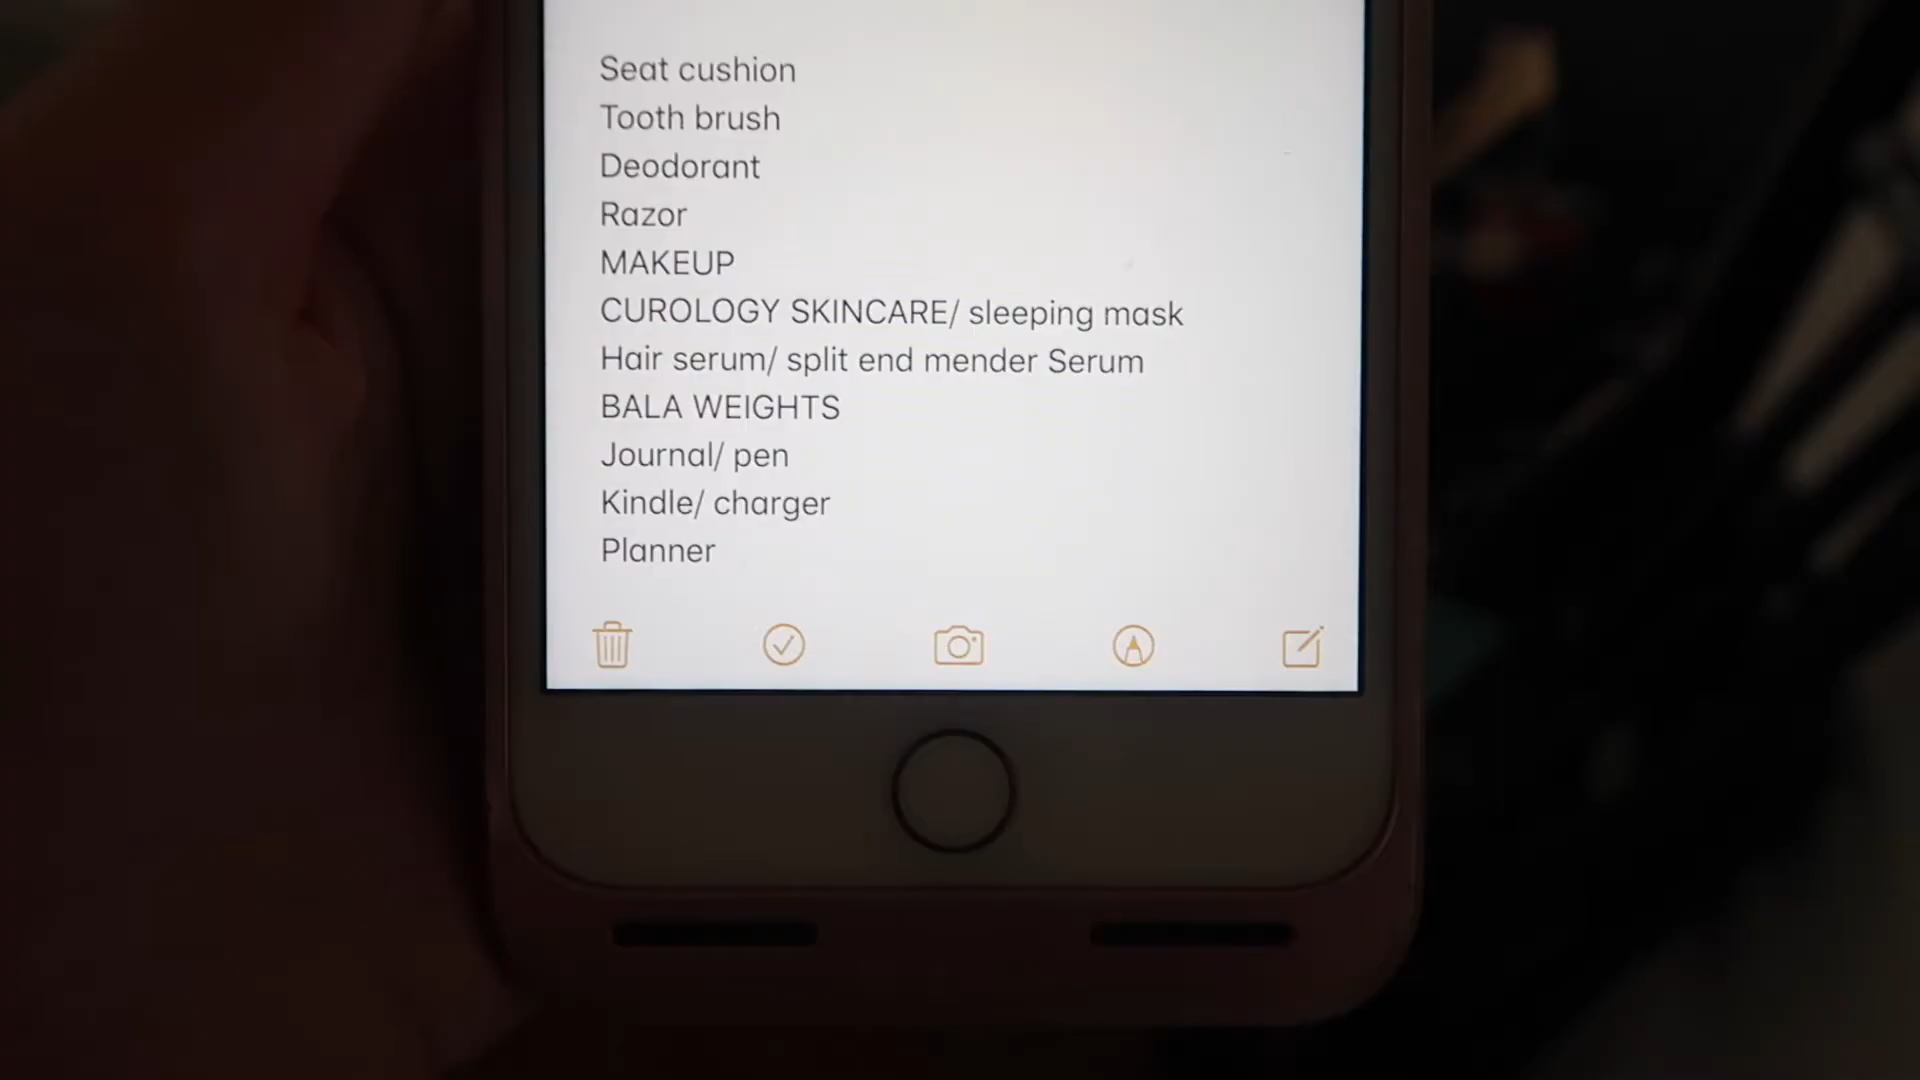 Seat cushion
Tooth brush
Deodorant
Razor
MAKEUP
CUROLOGY SKINCARE/ sleeping mask
Hair serum/ split end mender Serum
BALA WEIGHTS
Journal/ pen
Kindle/ charger
Planner